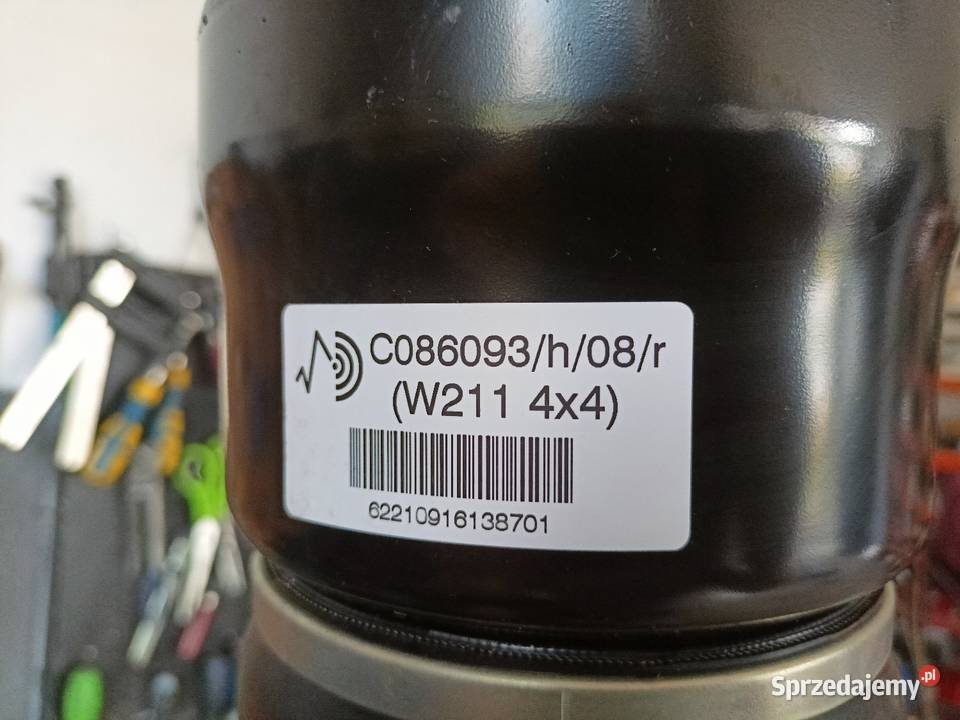 C086093/h/08/r
(W211 4x4)
62210916138701
Sprzedajemy.pl